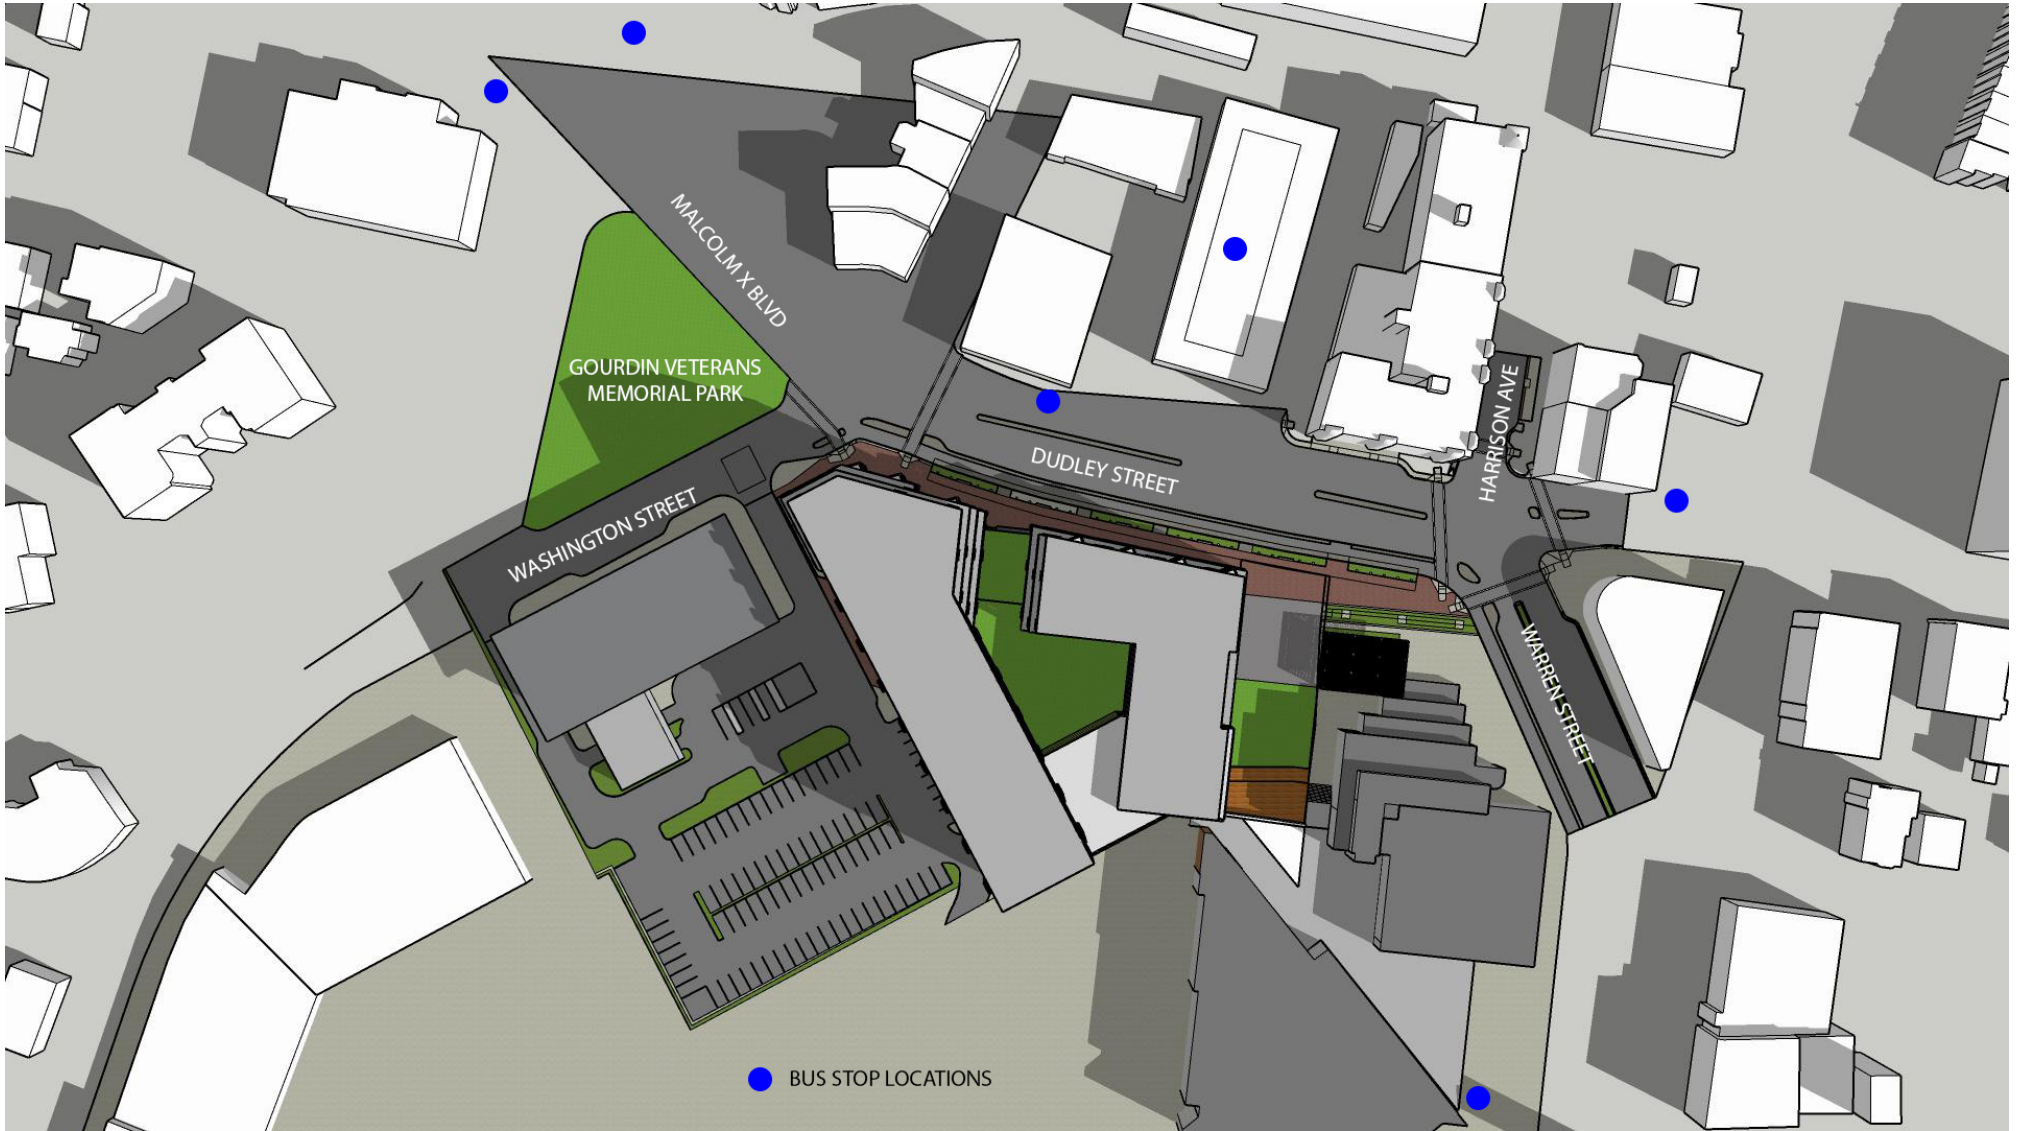 MALCOLM X BLVD
GOURDIN VETERANS
MEMORIAL PARK
HARRISON AVE
DUDLEY STREET
WASHINGTON STREET
WARREN STREET
BUS STOP LOCATIONS